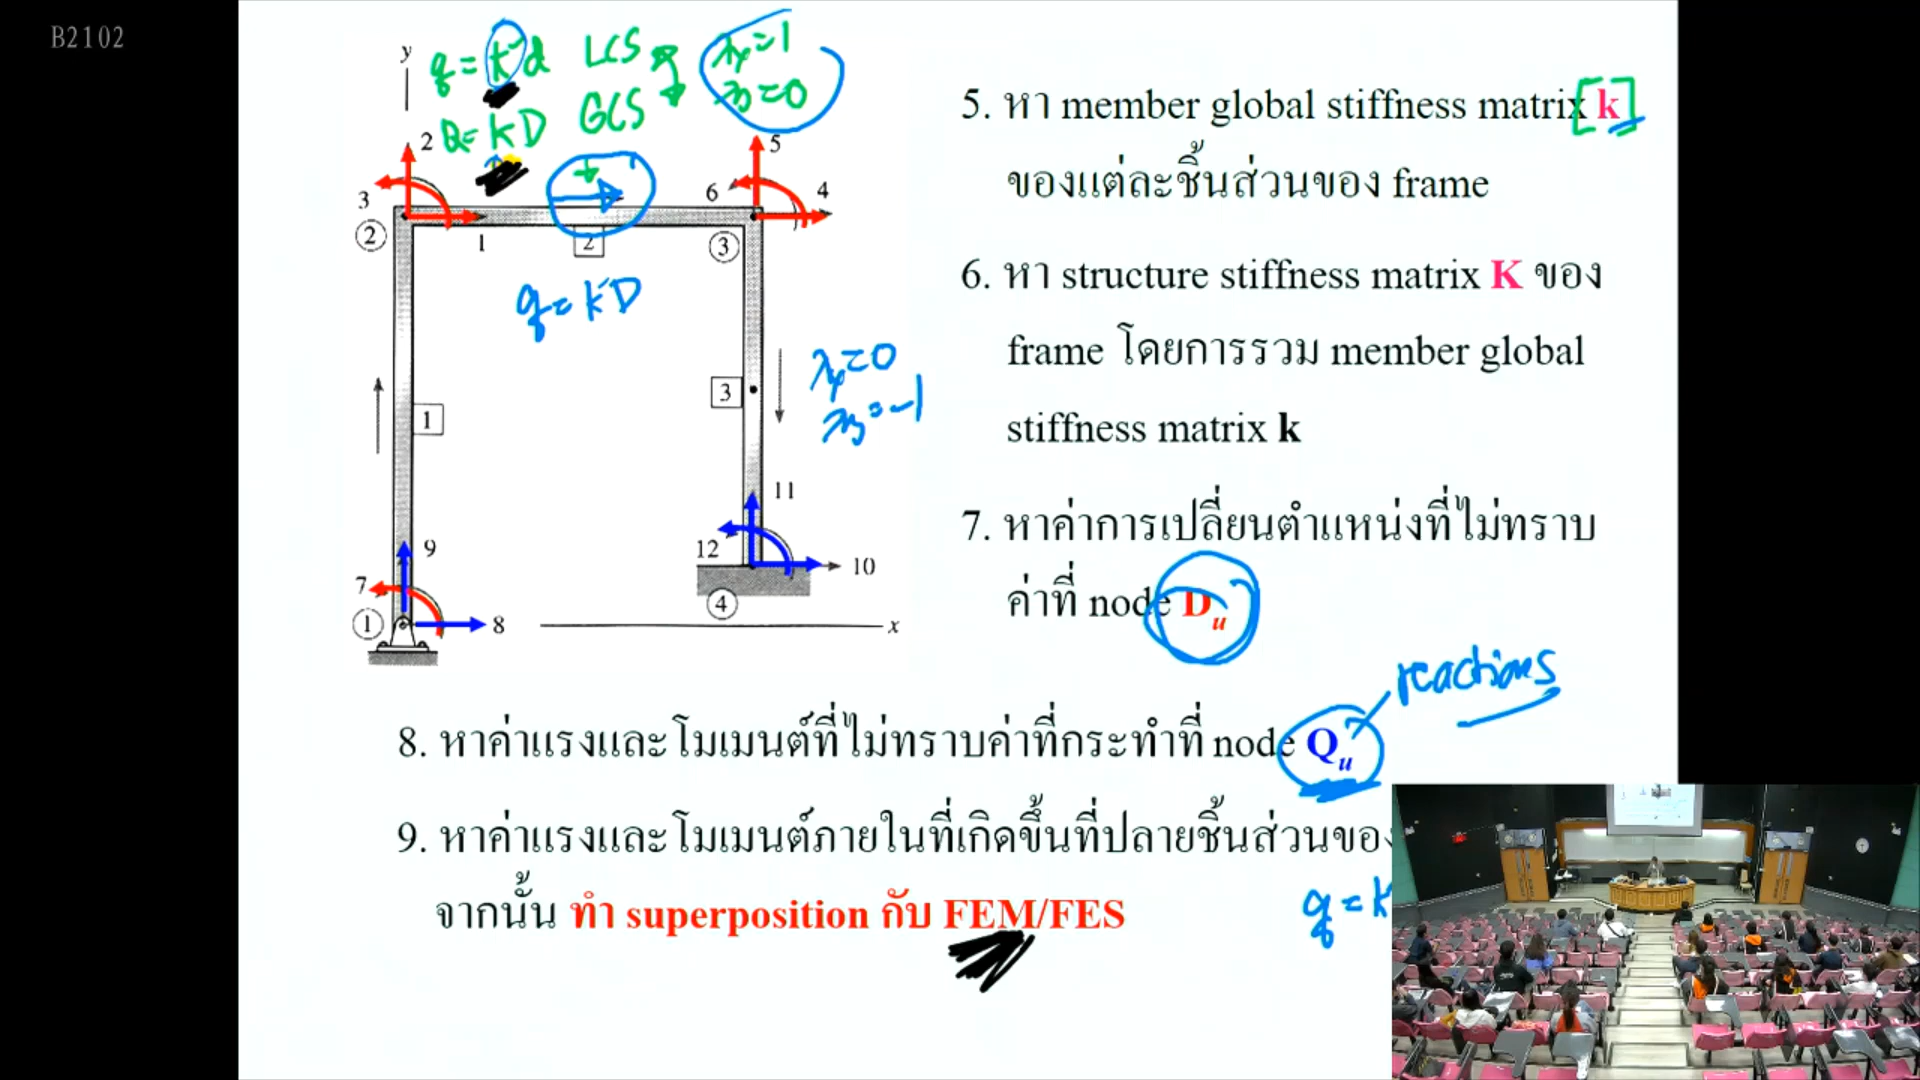 B2102
y
q = k'd LCS
λx=1
λy=0
Q = kD GCS
2
5
3
6
4
②
1
2
③
q = k'D
1
3
λx=0
λy=-1
9
11
12
10
7
①
8
④
x
5. หา member global stiffness matrix [k]
ของแต่ละชิ้นส่วนของ frame
6. หา structure stiffness matrix K ของ
frame โดยการรวม member global
stiffness matrix k
7. หาค่าการเปลี่ยนตำแหน่งที่ไม่ทราบ
ค่าที่ node Du
reactions
8. หาค่าแรงและโมเมนต์ที่ไม่ทราบค่าที่กระทำที่ node Qu
9. หาค่าแรงและโมเมนต์ภายในที่เกิดขึ้นที่ปลายชิ้นส่วนของ
จากนั้น ทำ superposition กับ FEM/FES
q = k